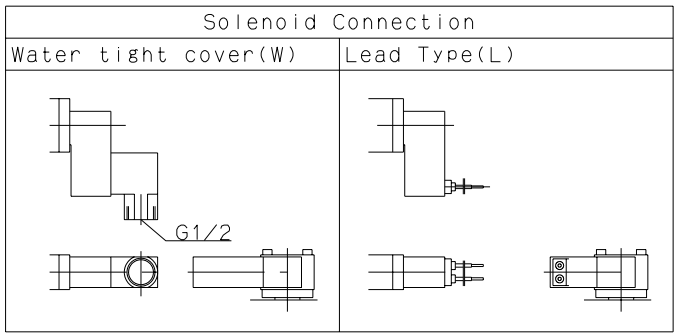 Solenoid Connection
Water tight cover(W)
Lead Type(L)
G1/2